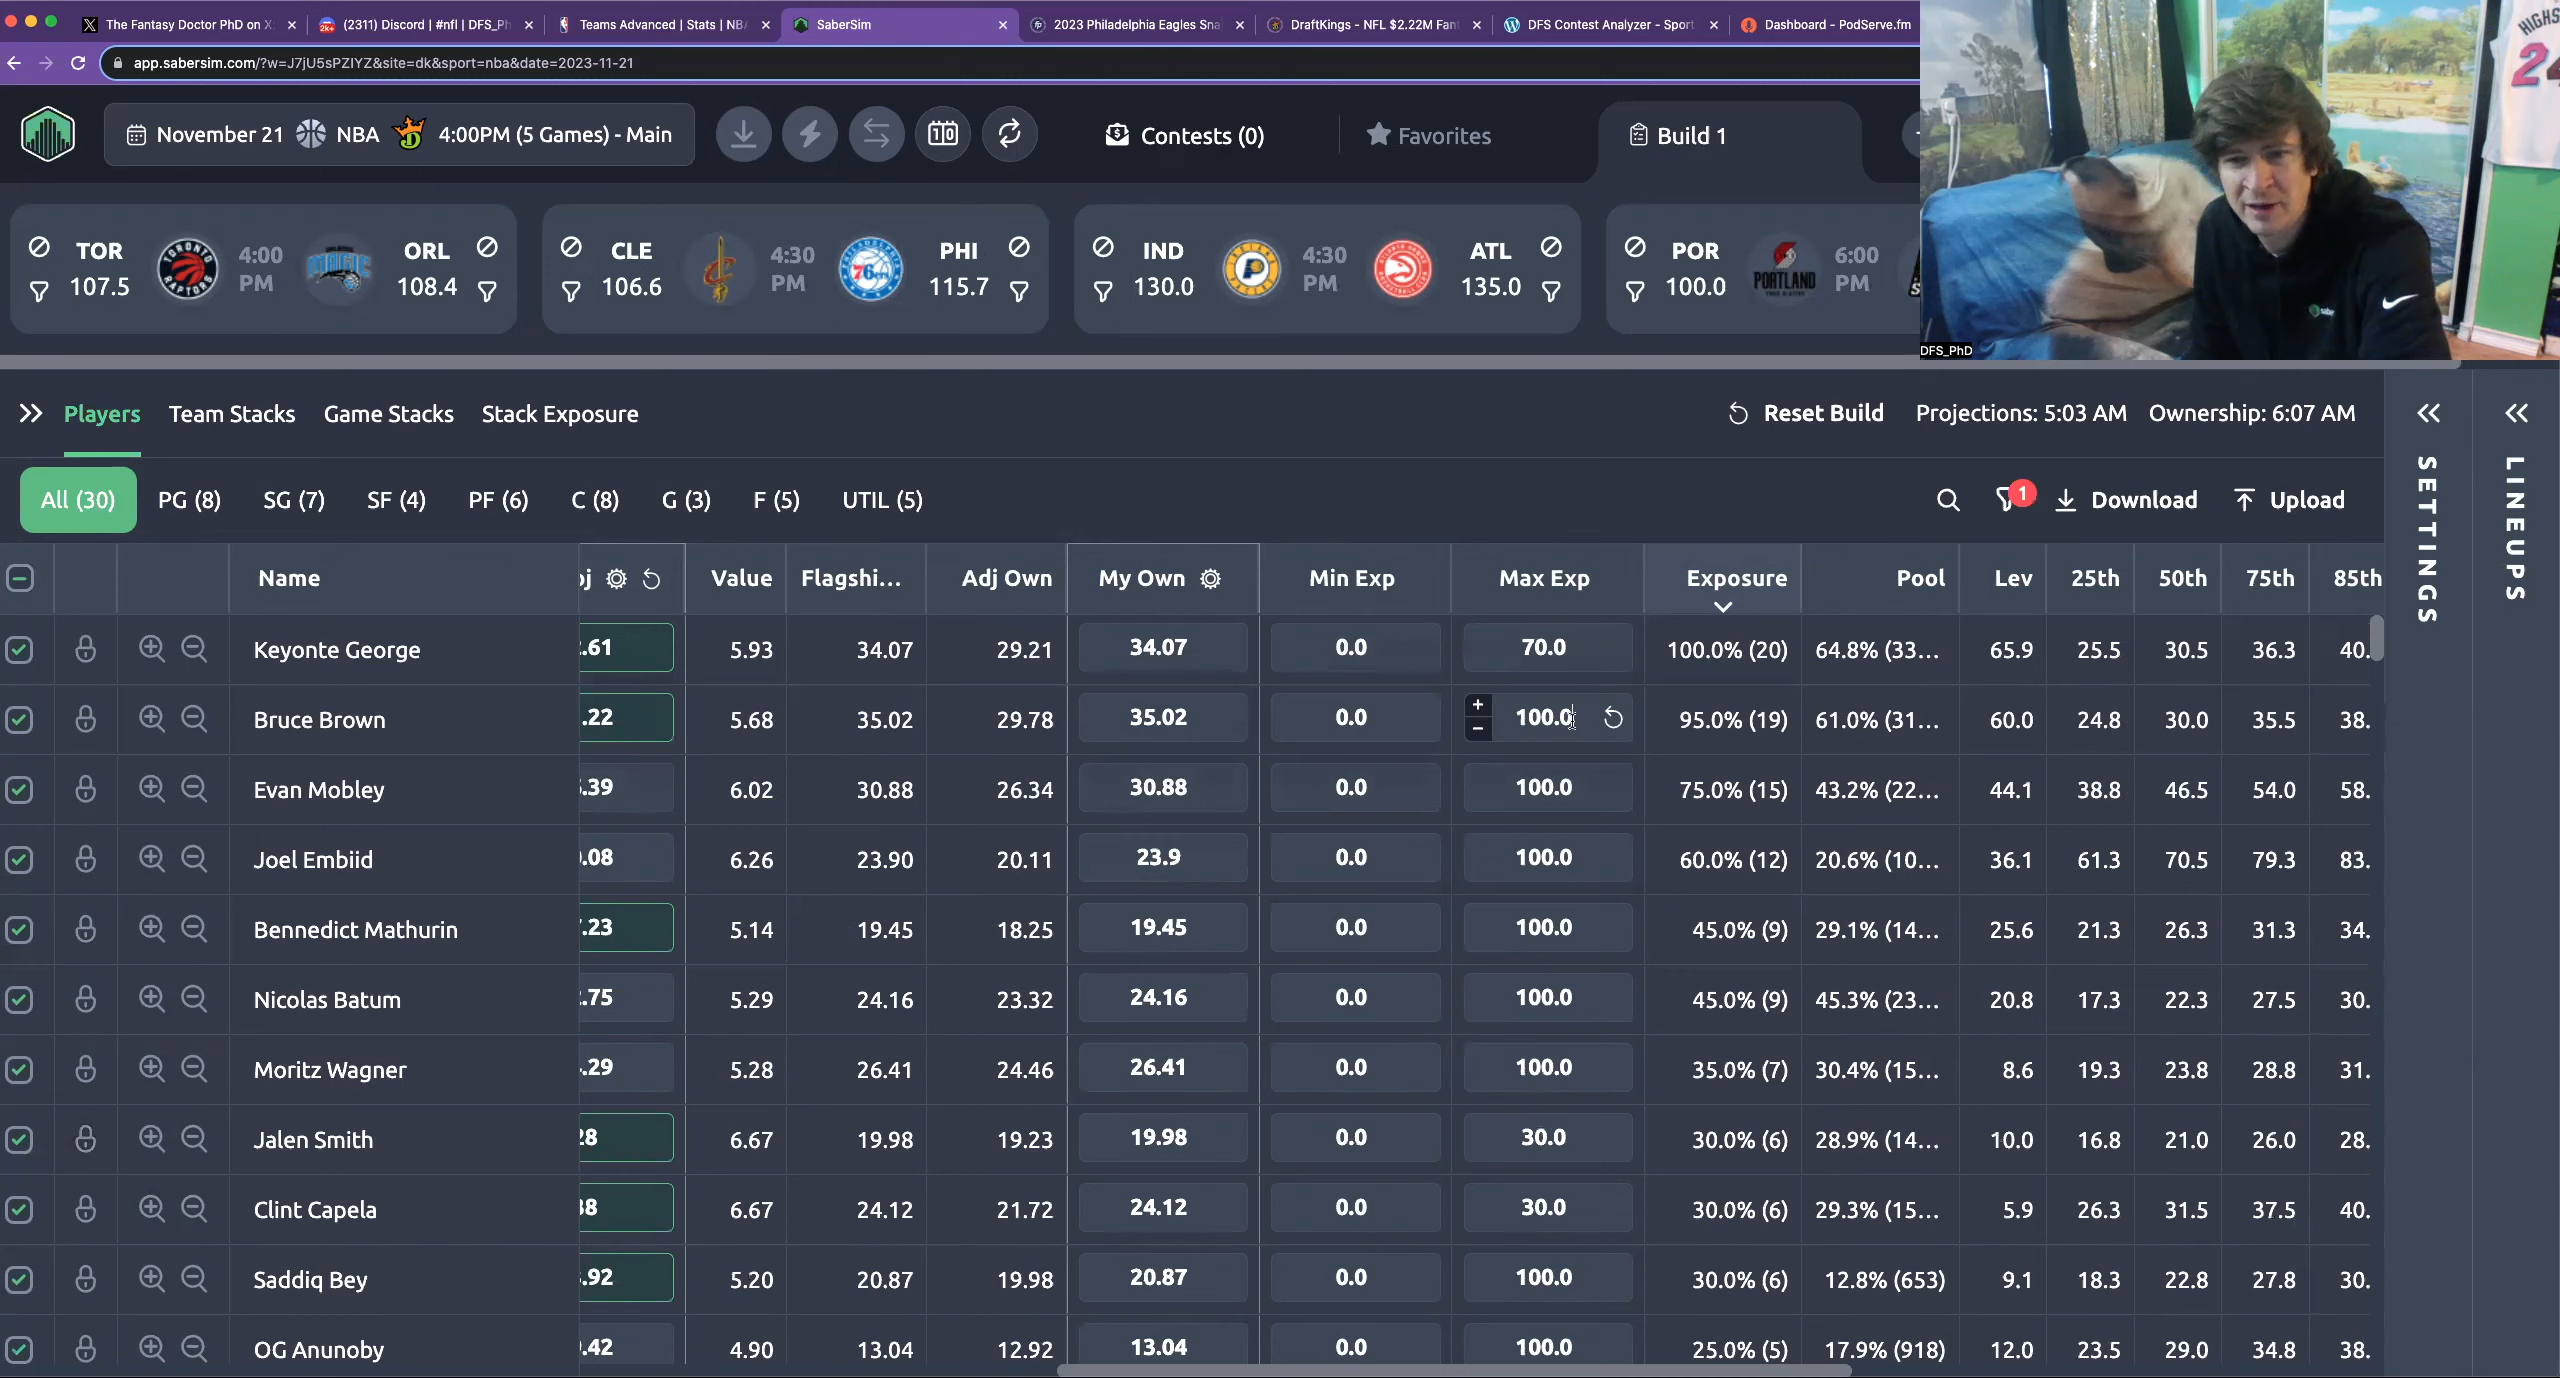 The Fantasy Doctor PhD on X
(2311) Discord | #nfl | DFS_Ph
Teams Advanced | Stats | NB
SaberSim
2023 Philadelphia Eagles Sna
DraftKings - NFL $2.22M Fan
DFS Contest Analyzer - Sport
Dashboard - PodServe.fm
app.sabersim.com/?w=J7jU5sPZIYZ&site=dk&sport=nba&date=2023-11-21
November 21 NBA 4:00PM (5 Games) - Main
Contests (0)
Favorites
Build 1
TOR 107.5 4:00 PM ORL 108.4
CLE 106.6 4:30 PM PHI 115.7
IND 130.0 4:30 PM ATL 135.0
POR 100.0 PORTLAND 6:00 PM
DFS_PhD
Players Team Stacks Game Stacks Stack Exposure
Reset Build Projections: 5:03 AM Ownership: 6:07 AM
All (30) PG (8) SG (7) SF (4) PF (6) C (8) G (3) F (5) UTIL (5)
1 Download Upload
SETTINGS
LINEUPS
Name Value Flagshi... Adj Own My Own Min Exp Max Exp Exposure Pool Lev 25th 50th 75th 85th
Keyonte George .61 5.93 34.07 29.21 34.07 0.0 70.0 100.0% (20) 64.8% (33... 65.9 25.5 30.5 36.3 40.
Bruce Brown .22 5.68 35.02 29.78 35.02 0.0 + - 100.0 95.0% (19) 61.0% (31... 60.0 24.8 30.0 35.5 38.
Evan Mobley .39 6.02 30.88 26.34 30.88 0.0 100.0 75.0% (15) 43.2% (22... 44.1 38.8 46.5 54.0 58.
Joel Embiid .08 6.26 23.90 20.11 23.9 0.0 100.0 60.0% (12) 20.6% (10... 36.1 61.3 70.5 79.3 83.
Bennedict Mathurin .23 5.14 19.45 18.25 19.45 0.0 100.0 45.0% (9) 29.1% (14... 25.6 21.3 26.3 31.3 34.
Nicolas Batum .75 5.29 24.16 23.32 24.16 0.0 100.0 45.0% (9) 45.3% (23... 20.8 17.3 22.3 27.5 30.
Moritz Wagner .29 5.28 26.41 24.46 26.41 0.0 100.0 35.0% (7) 30.4% (15... 8.6 19.3 23.8 28.8 31.
Jalen Smith 28 6.67 19.98 19.23 19.98 0.0 30.0 30.0% (6) 28.9% (14... 10.0 16.8 21.0 26.0 28.
Clint Capela 38 6.67 24.12 21.72 24.12 0.0 30.0 30.0% (6) 29.3% (15... 5.9 26.3 31.5 37.5 40.
Saddiq Bey .92 5.20 20.87 19.98 20.87 0.0 100.0 30.0% (6) 12.8% (653) 9.1 18.3 22.8 27.8 30.
OG Anunoby .42 4.90 13.04 12.92 13.04 0.0 100.0 25.0% (5) 17.9% (918) 12.0 23.5 29.0 34.8 38.